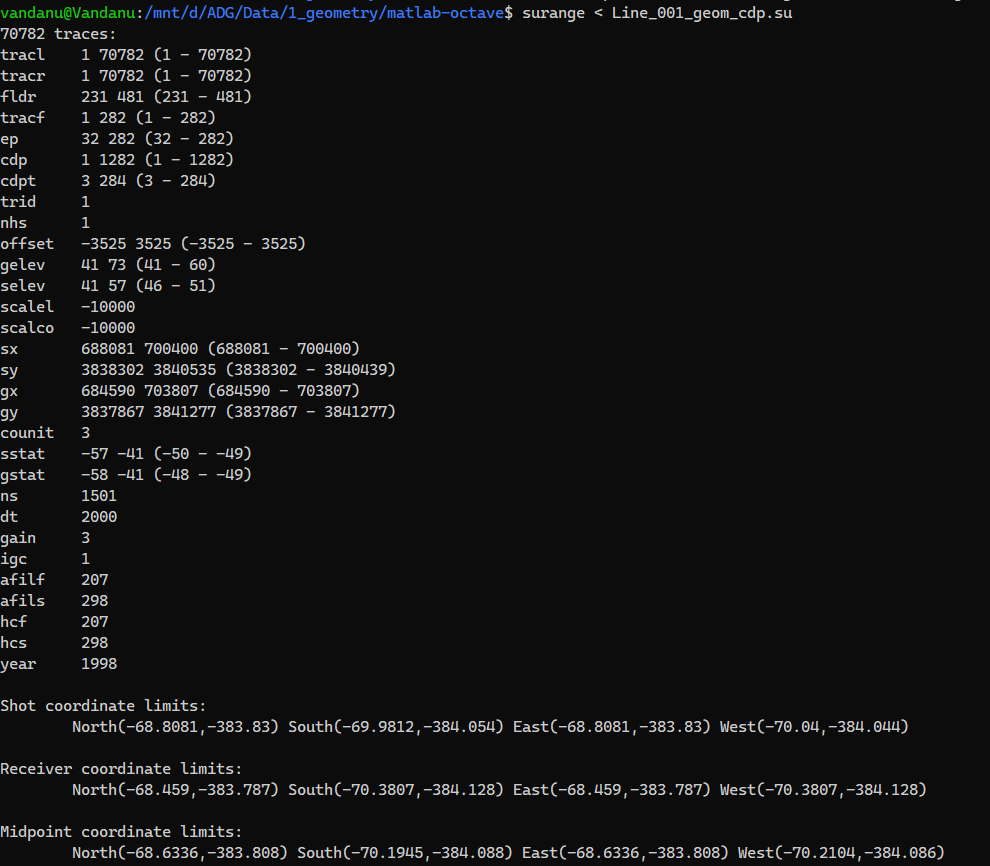 vandanu@Vandanu:/mnt/d/ADG/Data/1_geometry/matlab-octave$ surange < Line_001_geom_cdp.su
70782 traces:
tracl    1 70782 (1 - 70782)
tracr    1 70782 (1 - 70782)
fldr     231 481 (231 - 481)
tracf    1 282 (1 - 282)
ep       32 282 (32 - 282)
cdp      1 1282 (1 - 1282)
cdpt     3 284 (3 - 284)
trid     1
nhs      1
offset   -3525 3525 (-3525 - 3525)
gelev    41 73 (41 - 60)
selev    41 57 (46 - 51)
scalel   -10000
scalco   -10000
sx       688081 700400 (688081 - 700400)
sy       3838302 3840535 (3838302 - 3840439)
gx       684590 703807 (684590 - 703807)
gy       3837867 3841277 (3837867 - 3841277)
counit   3
sstat    -57 -41 (-50 - -49)
gstat    -58 -41 (-48 - -49)
ns       1501
dt       2000
gain     3
igc      1
afilf    207
afils    298
hcf      207
hcs      298
year     1998
Shot coordinate limits:
        North(-68.8081,-383.83) South(-69.9812,-384.054) East(-68.8081,-383.83) West(-70.04,-384.044)
Receiver coordinate limits:
        North(-68.459,-383.787) South(-70.3807,-384.128) East(-68.459,-383.787) West(-70.3807,-384.128)
Midpoint coordinate limits:
        North(-68.6336,-383.808) South(-70.1945,-384.088) East(-68.6336,-383.808) West(-70.2104,-384.086)